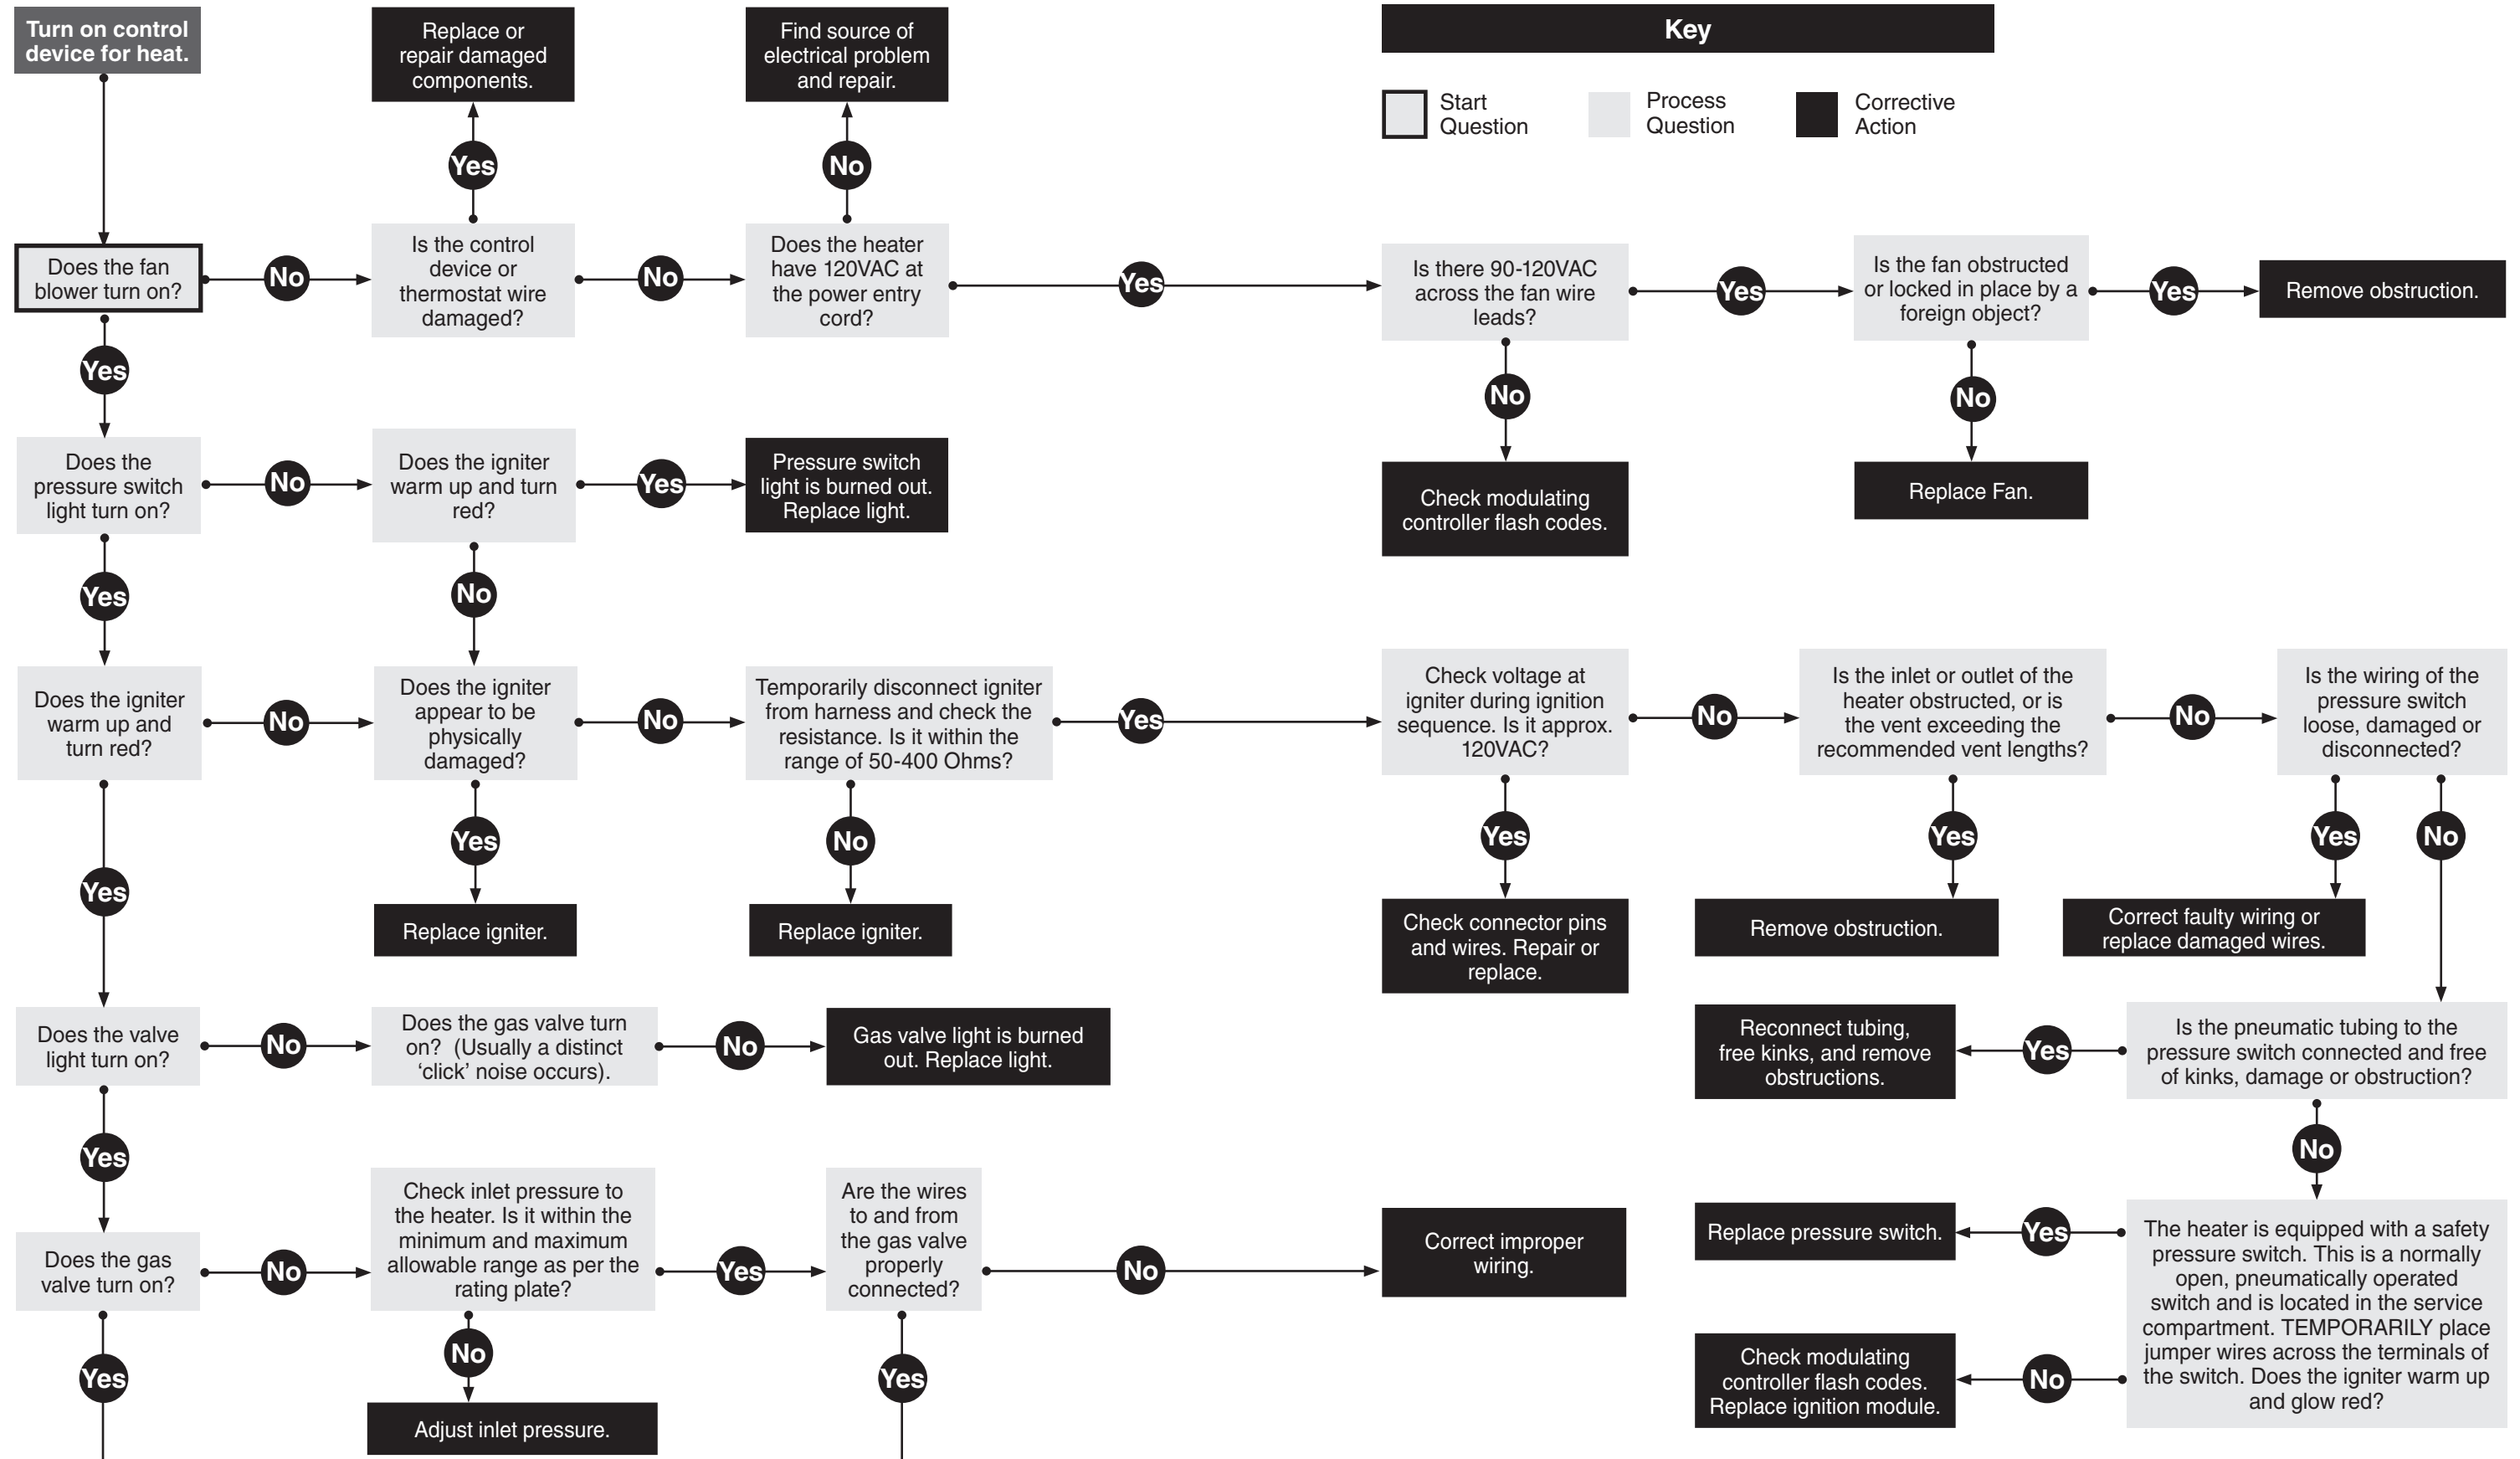 Turn on control
device for heat.
Replace or
repair damaged
components.
Find source of
electrical problem
and repair.
Key
Start
Question
Process
Question
Corrective
Action
Yes
No
Does the fan
blower turn on?
No
Is the control
device or
thermostat wire
damaged?
No
Does the heater
have 120VAC at
the power entry
cord?
Yes
Is there 90-120VAC
across the fan wire
leads?
Yes
Is the fan obstructed
or locked in place by a
foreign object?
Yes
Remove obstruction.
Yes
No
No
Does the
pressure switch
light turn on?
No
Does the igniter
warm up and turn
red?
Yes
Pressure switch
light is burned out.
Replace light.
Check modulating
controller flash codes.
Replace Fan.
Yes
No
Does the igniter
warm up and
turn red?
No
Does the igniter
appear to be
physically
damaged?
No
Temporarily disconnect igniter
from harness and check the
resistance. Is it within the
range of 50-400 Ohms?
Yes
Check voltage at
igniter during ignition
sequence. Is it approx.
120VAC?
No
Is the inlet or outlet of the
heater obstructed, or is
the vent exceeding the
recommended vent lengths?
No
Is the wiring of the
pressure switch
loose, damaged or
disconnected?
Yes
Yes
No
Yes
Yes
Yes
No
Replace igniter.
Replace igniter.
Check connector pins
and wires. Repair or
replace.
Remove obstruction.
Correct faulty wiring or
replace damaged wires.
Does the valve
light turn on?
No
Does the gas valve turn
on?  (Usually a distinct
‘click’ noise occurs).
No
Gas valve light is burned
out. Replace light.
Reconnect tubing,
free kinks, and remove
obstructions.
Yes
Is the pneumatic tubing to the
pressure switch connected and free
of kinks, damage or obstruction?
Yes
No
Does the gas
valve turn on?
No
Check inlet pressure to
the heater. Is it within the
minimum and maximum
allowable range as per the
rating plate?
Yes
Are the wires
to and from
the gas valve
properly
connected?
No
Correct improper
wiring.
Replace pressure switch.
Yes
The heater is equipped with a safety
pressure switch. This is a normally
open, pneumatically operated
switch and is located in the service
compartment. TEMPORARILY place
jumper wires across the terminals of
the switch. Does the igniter warm up
and glow red?
Yes
No
Yes
Check modulating
controller flash codes.
Replace ignition module.
No
Adjust inlet pressure.